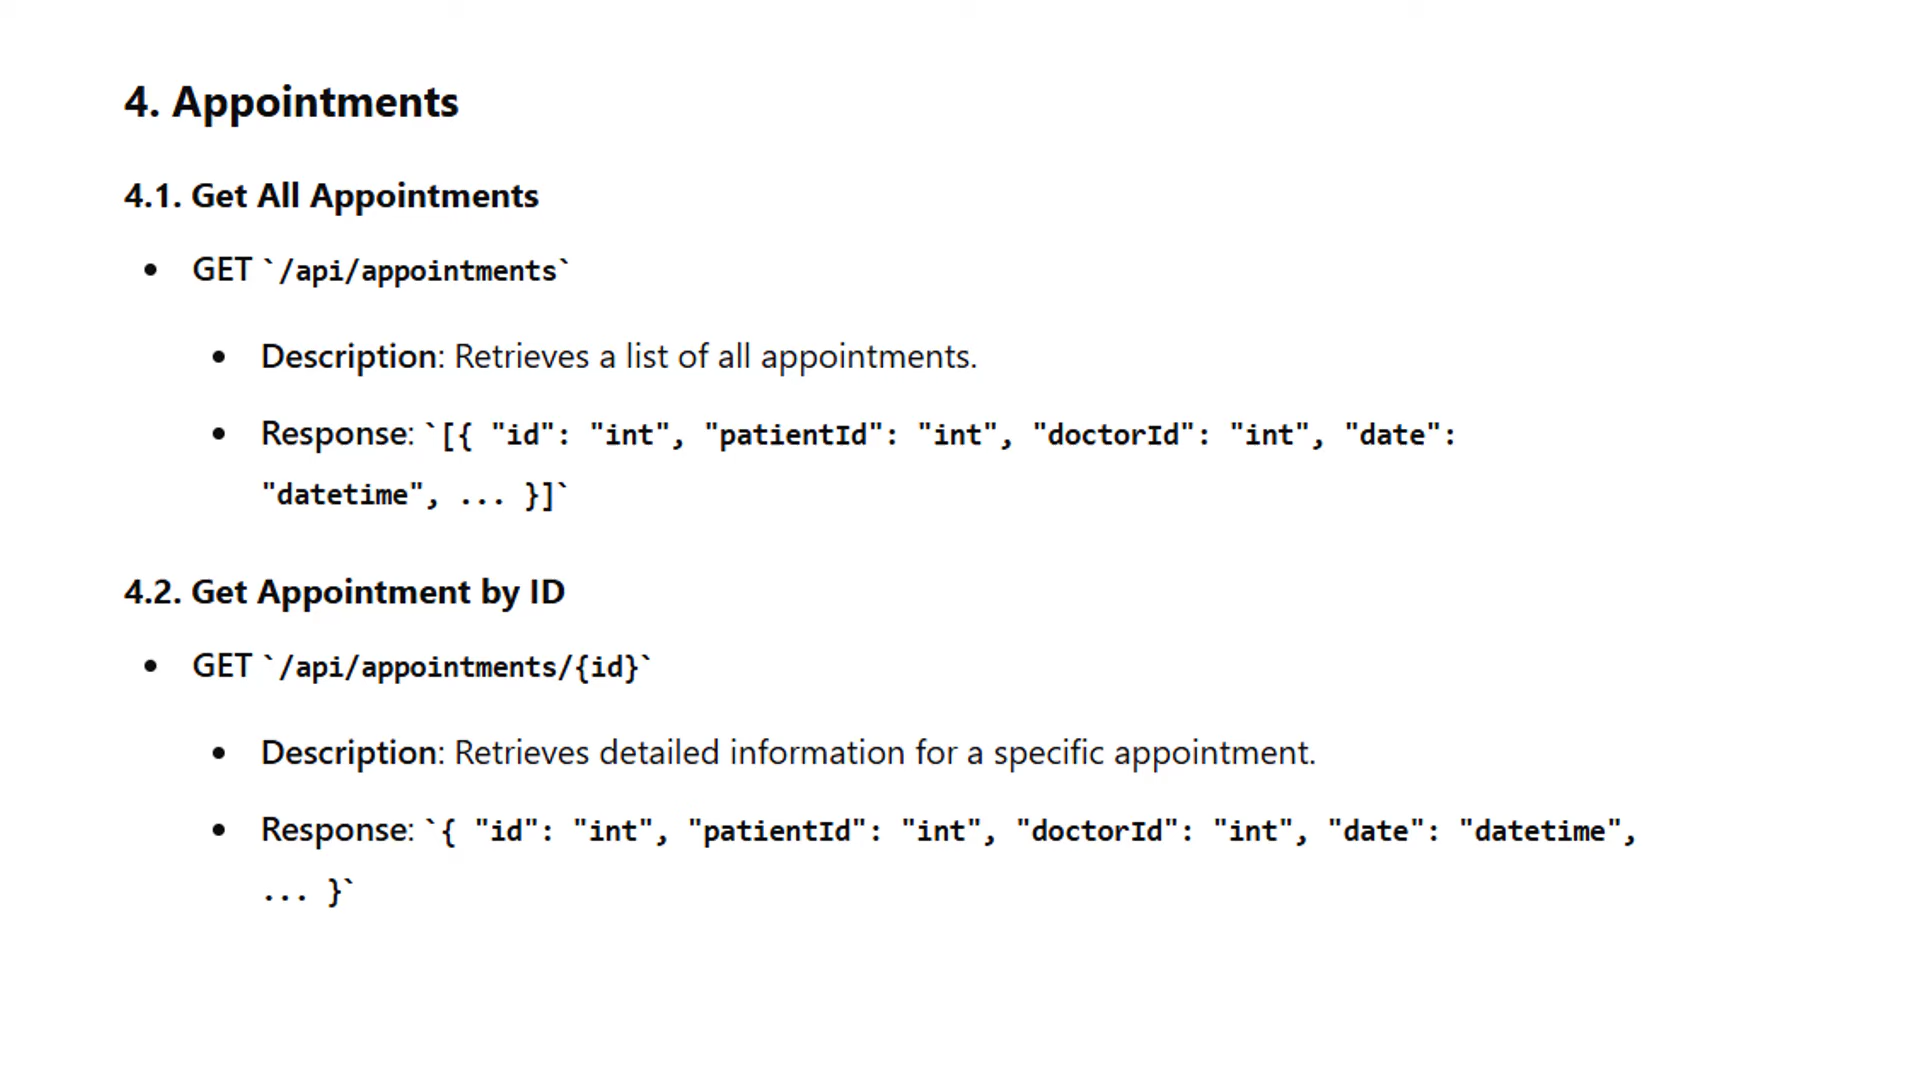 4. Appointments
4.1. Get All Appointments
• GET `/api/appointments`
• Description: Retrieves a list of all appointments.
• Response: `[{ "id": "int", "patientId": "int", "doctorId": "int", "date":
"datetime", ... }]`
4.2. Get Appointment by ID
• GET `/api/appointments/{id}`
• Description: Retrieves detailed information for a specific appointment.
• Response: `{ "id": "int", "patientId": "int", "doctorId": "int", "date": "datetime",
... }`